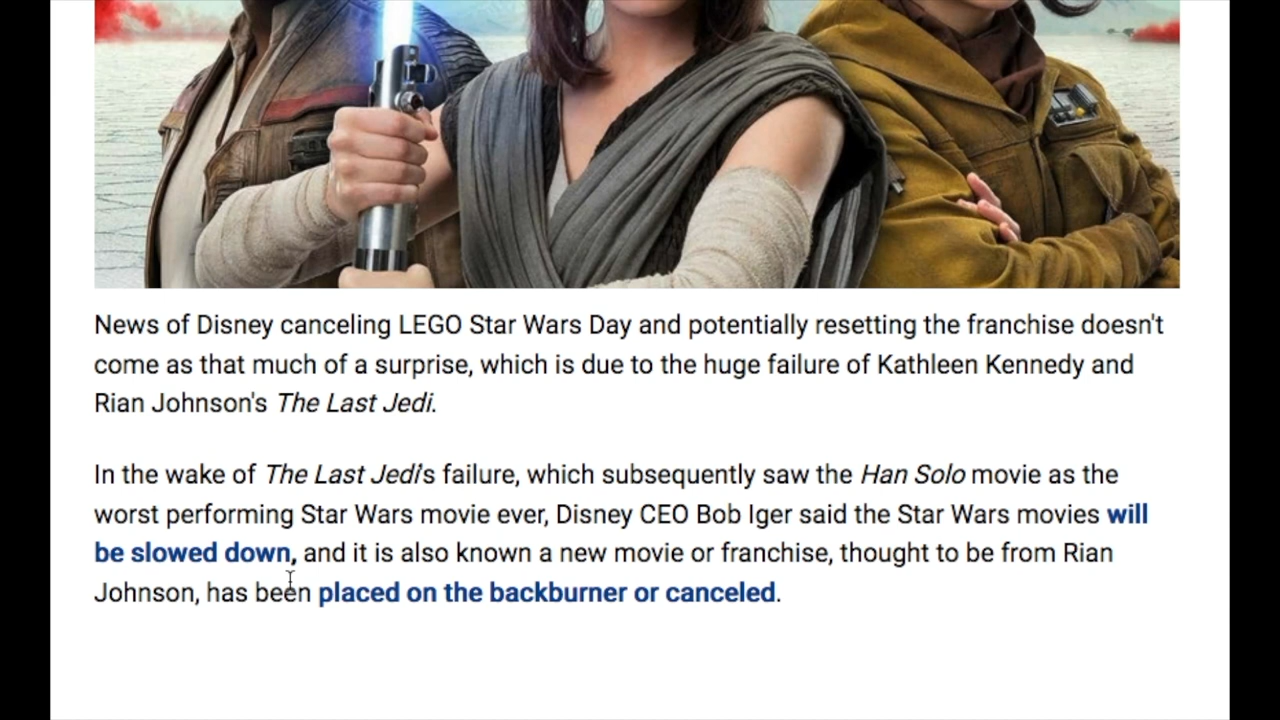 News of Disney canceling LEGO Star Wars Day and potentially resetting the franchise doesn't
come as that much of a surprise, which is due to the huge failure of Kathleen Kennedy and
Rian Johnson's The Last Jedi.
In the wake of The Last Jedi's failure, which subsequently saw the Han Solo movie as the
worst performing Star Wars movie ever, Disney CEO Bob Iger said the Star Wars movies will
be slowed down, and it is also known a new movie or franchise, thought to be from Rian
Johnson, has been placed on the backburner or canceled.